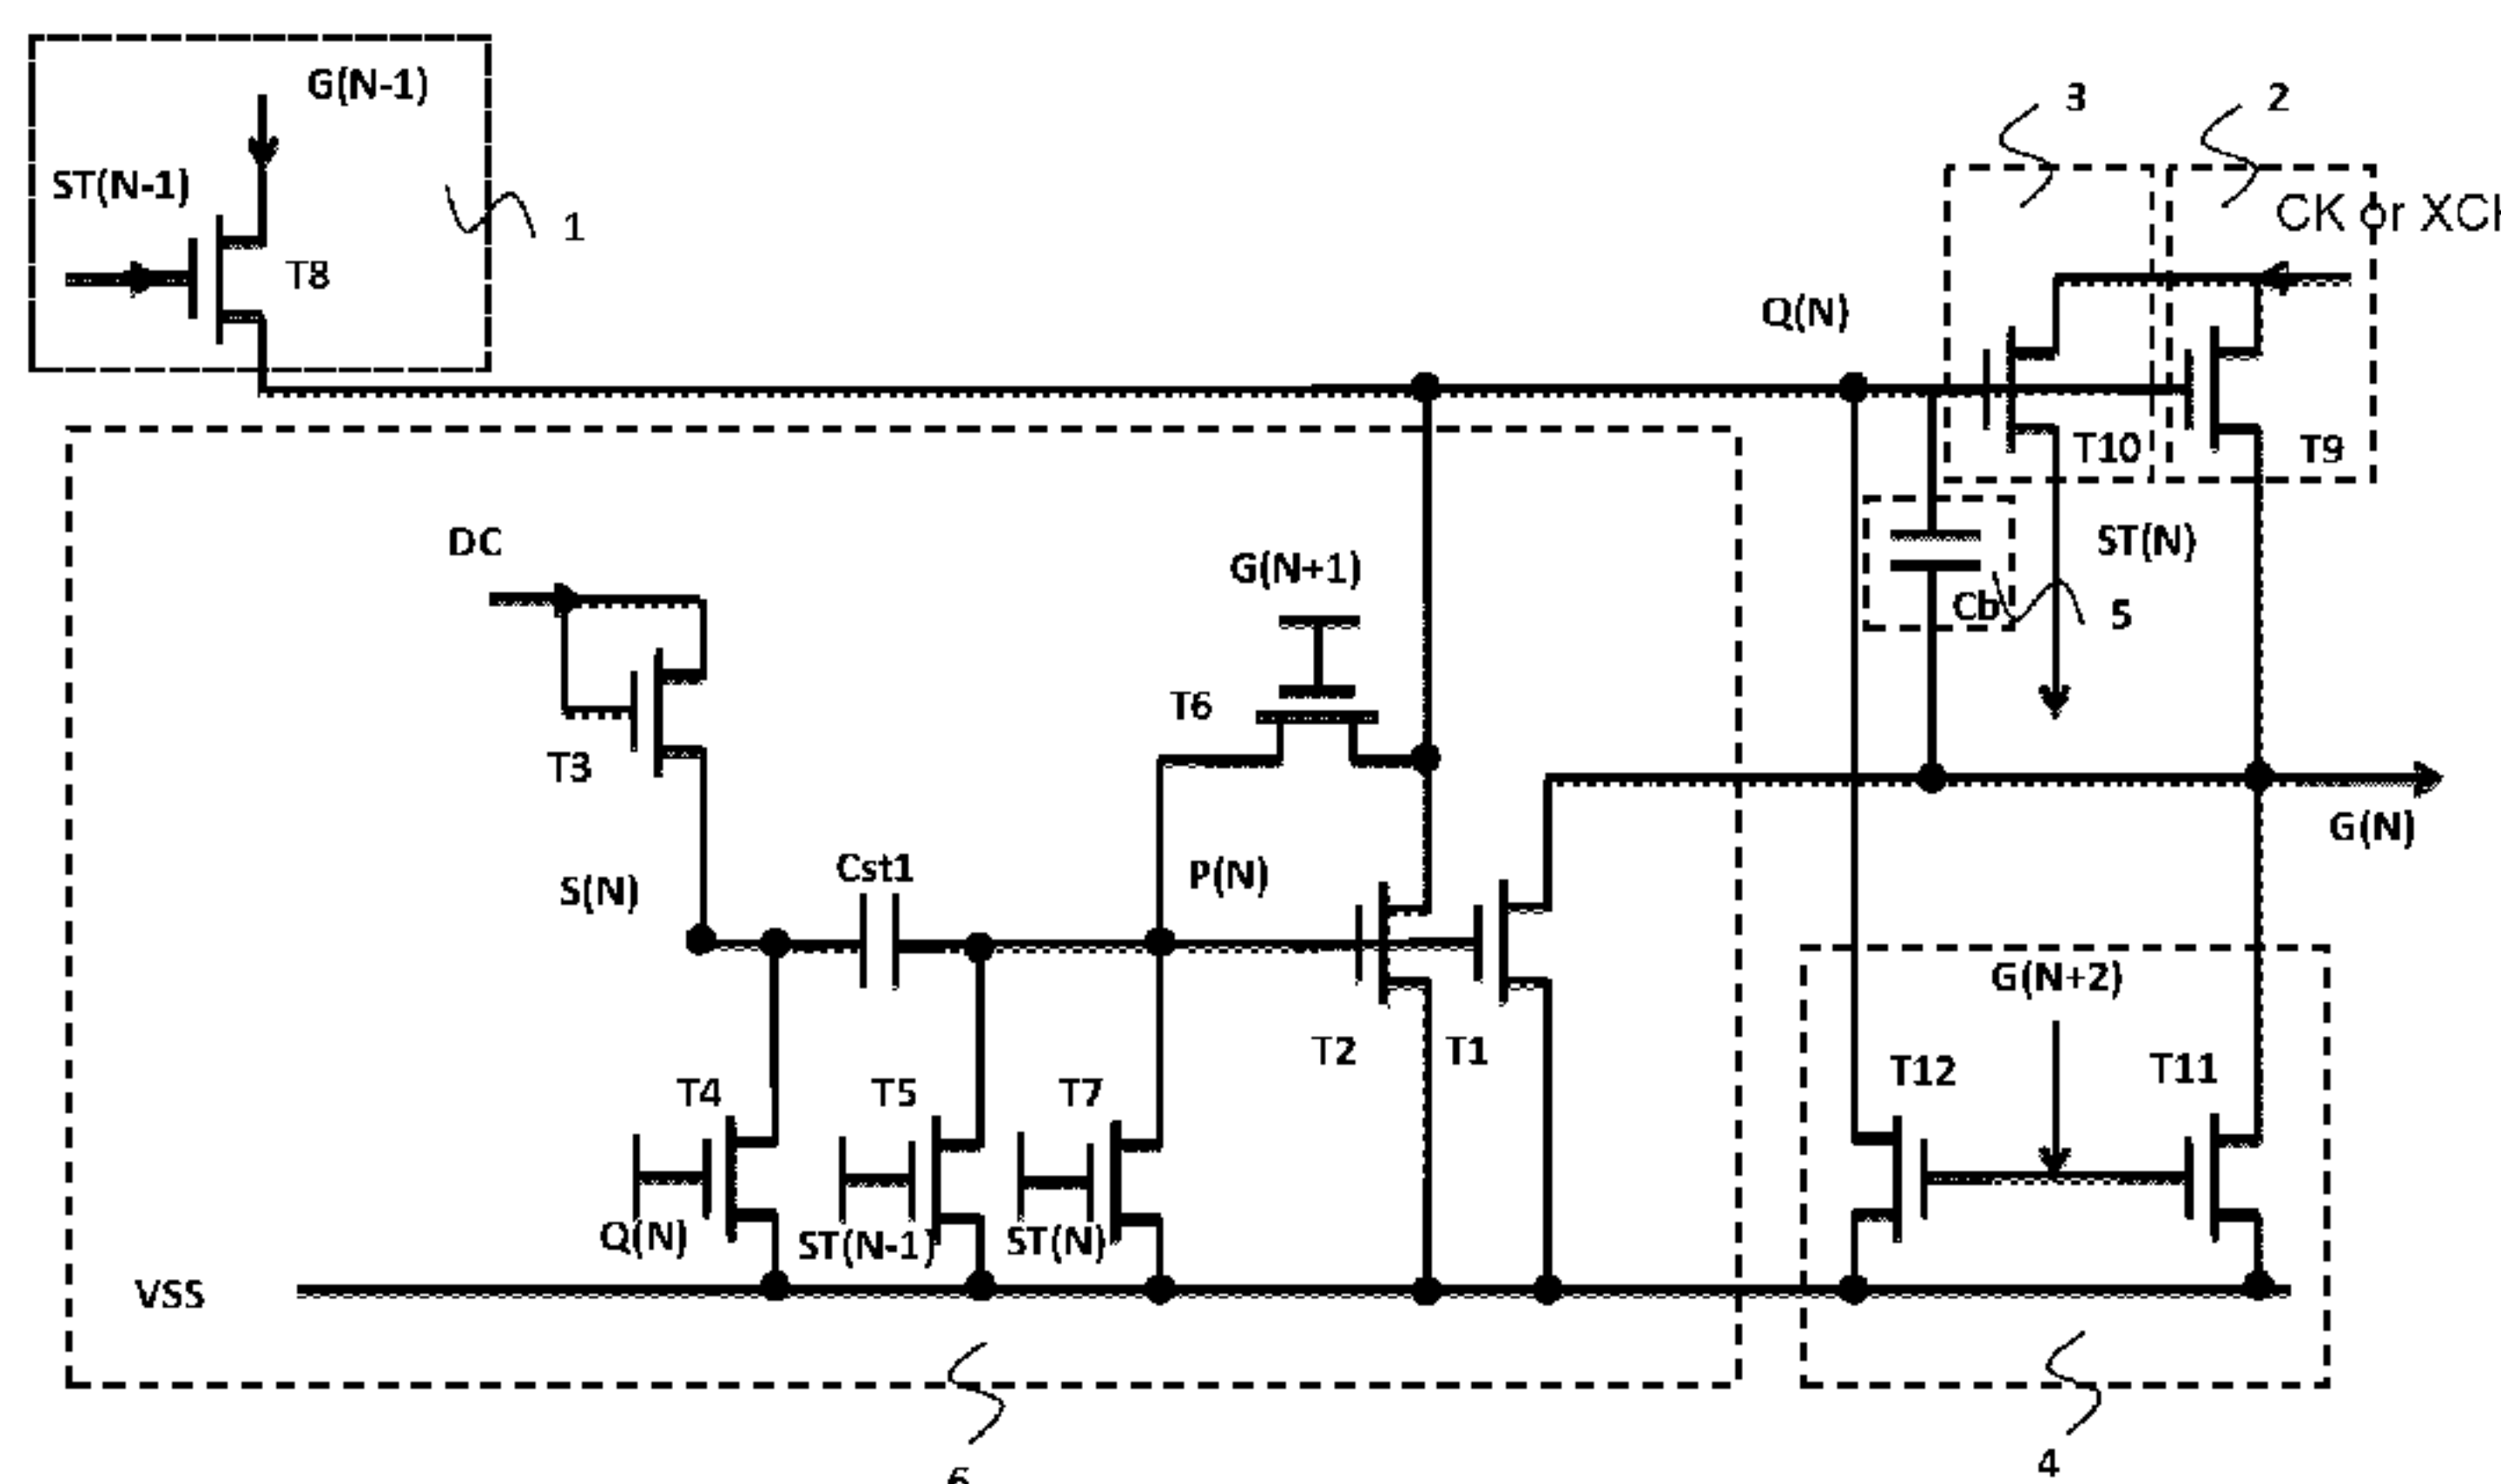 G(N-1)
3
2
ST(N-1)
CK or XCK
1
T8
Q(N)
T10
T9
DC
ST(N)
G(N+1)
Cb
5
T6
T3
G(N)
Cst1
P(N)
S(N)
G(N+2)
T2
T1
T12
T11
T4
T5
T7
Q(N)
ST(N-1)
ST(N)
VSS
6
4